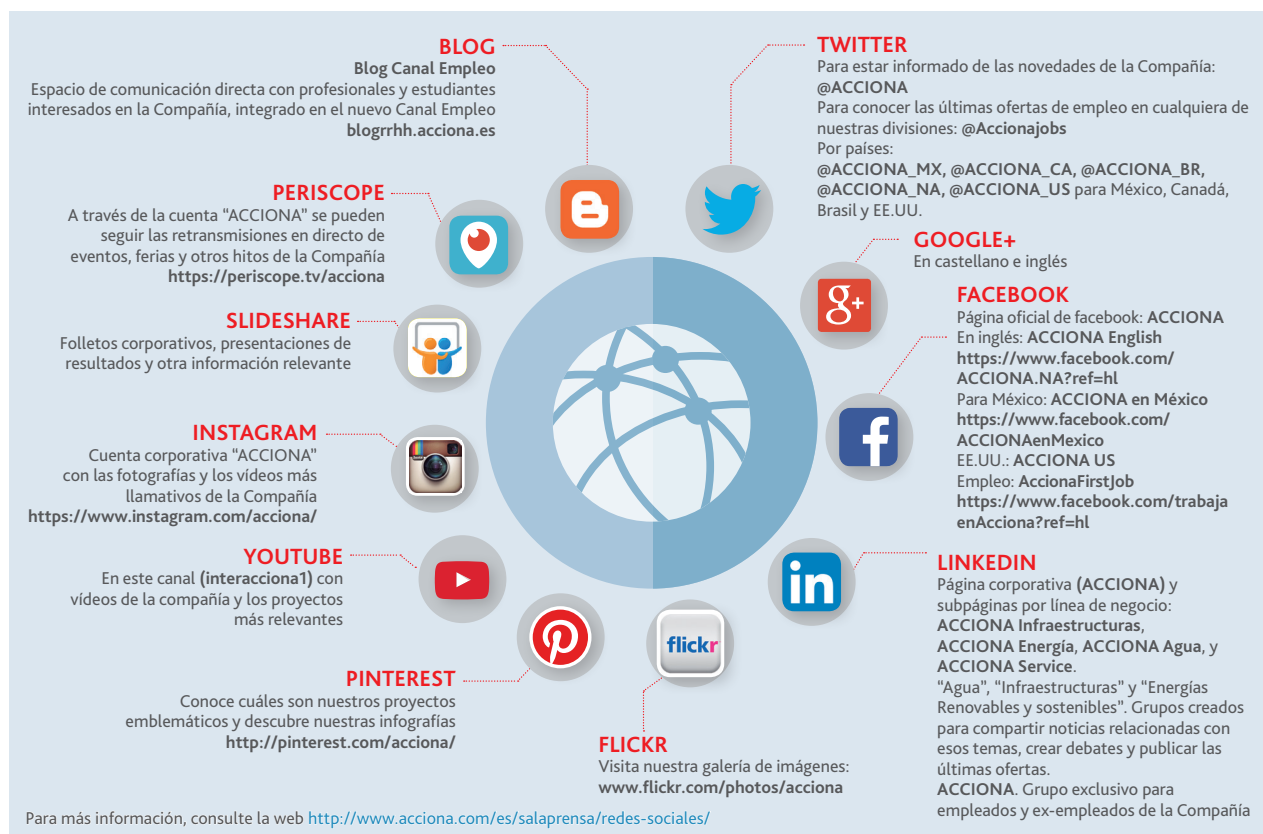 BLOG
Blog Canal Empleo
Espacio de comunicación directa con profesionales y estudiantes
interesados en la Compañía, integrado en el nuevo Canal Empleo
blogrrhh.acciona.es
PERISCOPE
A través de la cuenta “ACCIONA” se pueden
seguir las retransmisiones en directo de
eventos, ferias y otros hitos de la Compañía
https://periscope.tv/acciona
SLIDESHARE
Folletos corporativos, presentaciones de
resultados y otra información relevante
INSTAGRAM
Cuenta corporativa “ACCIONA”
con las fotografías y los vídeos más
llamativos de la Compañía
https://www.instagram.com/acciona/
YOUTUBE
En este canal (interacciona1) con
vídeos de la compañía y los proyectos
más relevantes
PINTEREST
Conoce cuáles son nuestros proyectos
emblemáticos y descubre nuestras infografías
http://pinterest.com/acciona/
flickr
FLICKR
Visita nuestra galería de imágenes:
www.flickr.com/photos/acciona
TWITTER
Para estar informado de las novedades de la Compañía:
@ACCIONA
Para conocer las últimas ofertas de empleo en cualquiera de
nuestras divisiones: @Accionajobs
Por países:
@ACCIONA_MX, @ACCIONA_CA, @ACCIONA_BR,
@ACCIONA_NA, @ACCIONA_US para México, Canadá,
Brasil y EE.UU.
g+
GOOGLE+
En castellano e inglés
f
FACEBOOK
Página oficial de facebook: ACCIONA
En inglés: ACCIONA English
https://www.facebook.com/
ACCIONA.NA?ref=hl
Para México: ACCIONA en México
https://www.facebook.com/
ACCIONAenMexico
EE.UU.: ACCIONA US
Empleo: AccionaFirstJob
https://www.facebook.com/trabaja
enAcciona?ref=hl
in
LINKEDIN
Página corporativa (ACCIONA) y
subpáginas por línea de negocio:
ACCIONA Infraestructuras,
ACCIONA Energía, ACCIONA Agua, y
ACCIONA Service.
“Agua”, “Infraestructuras” y “Energías
Renovables y sostenibles”. Grupos creados
para compartir noticias relacionadas con
esos temas, crear debates y publicar las
últimas ofertas.
ACCIONA. Grupo exclusivo para
empleados y ex-empleados de la Compañía
Para más información, consulte la web http://www.acciona.com/es/salaprensa/redes-sociales/